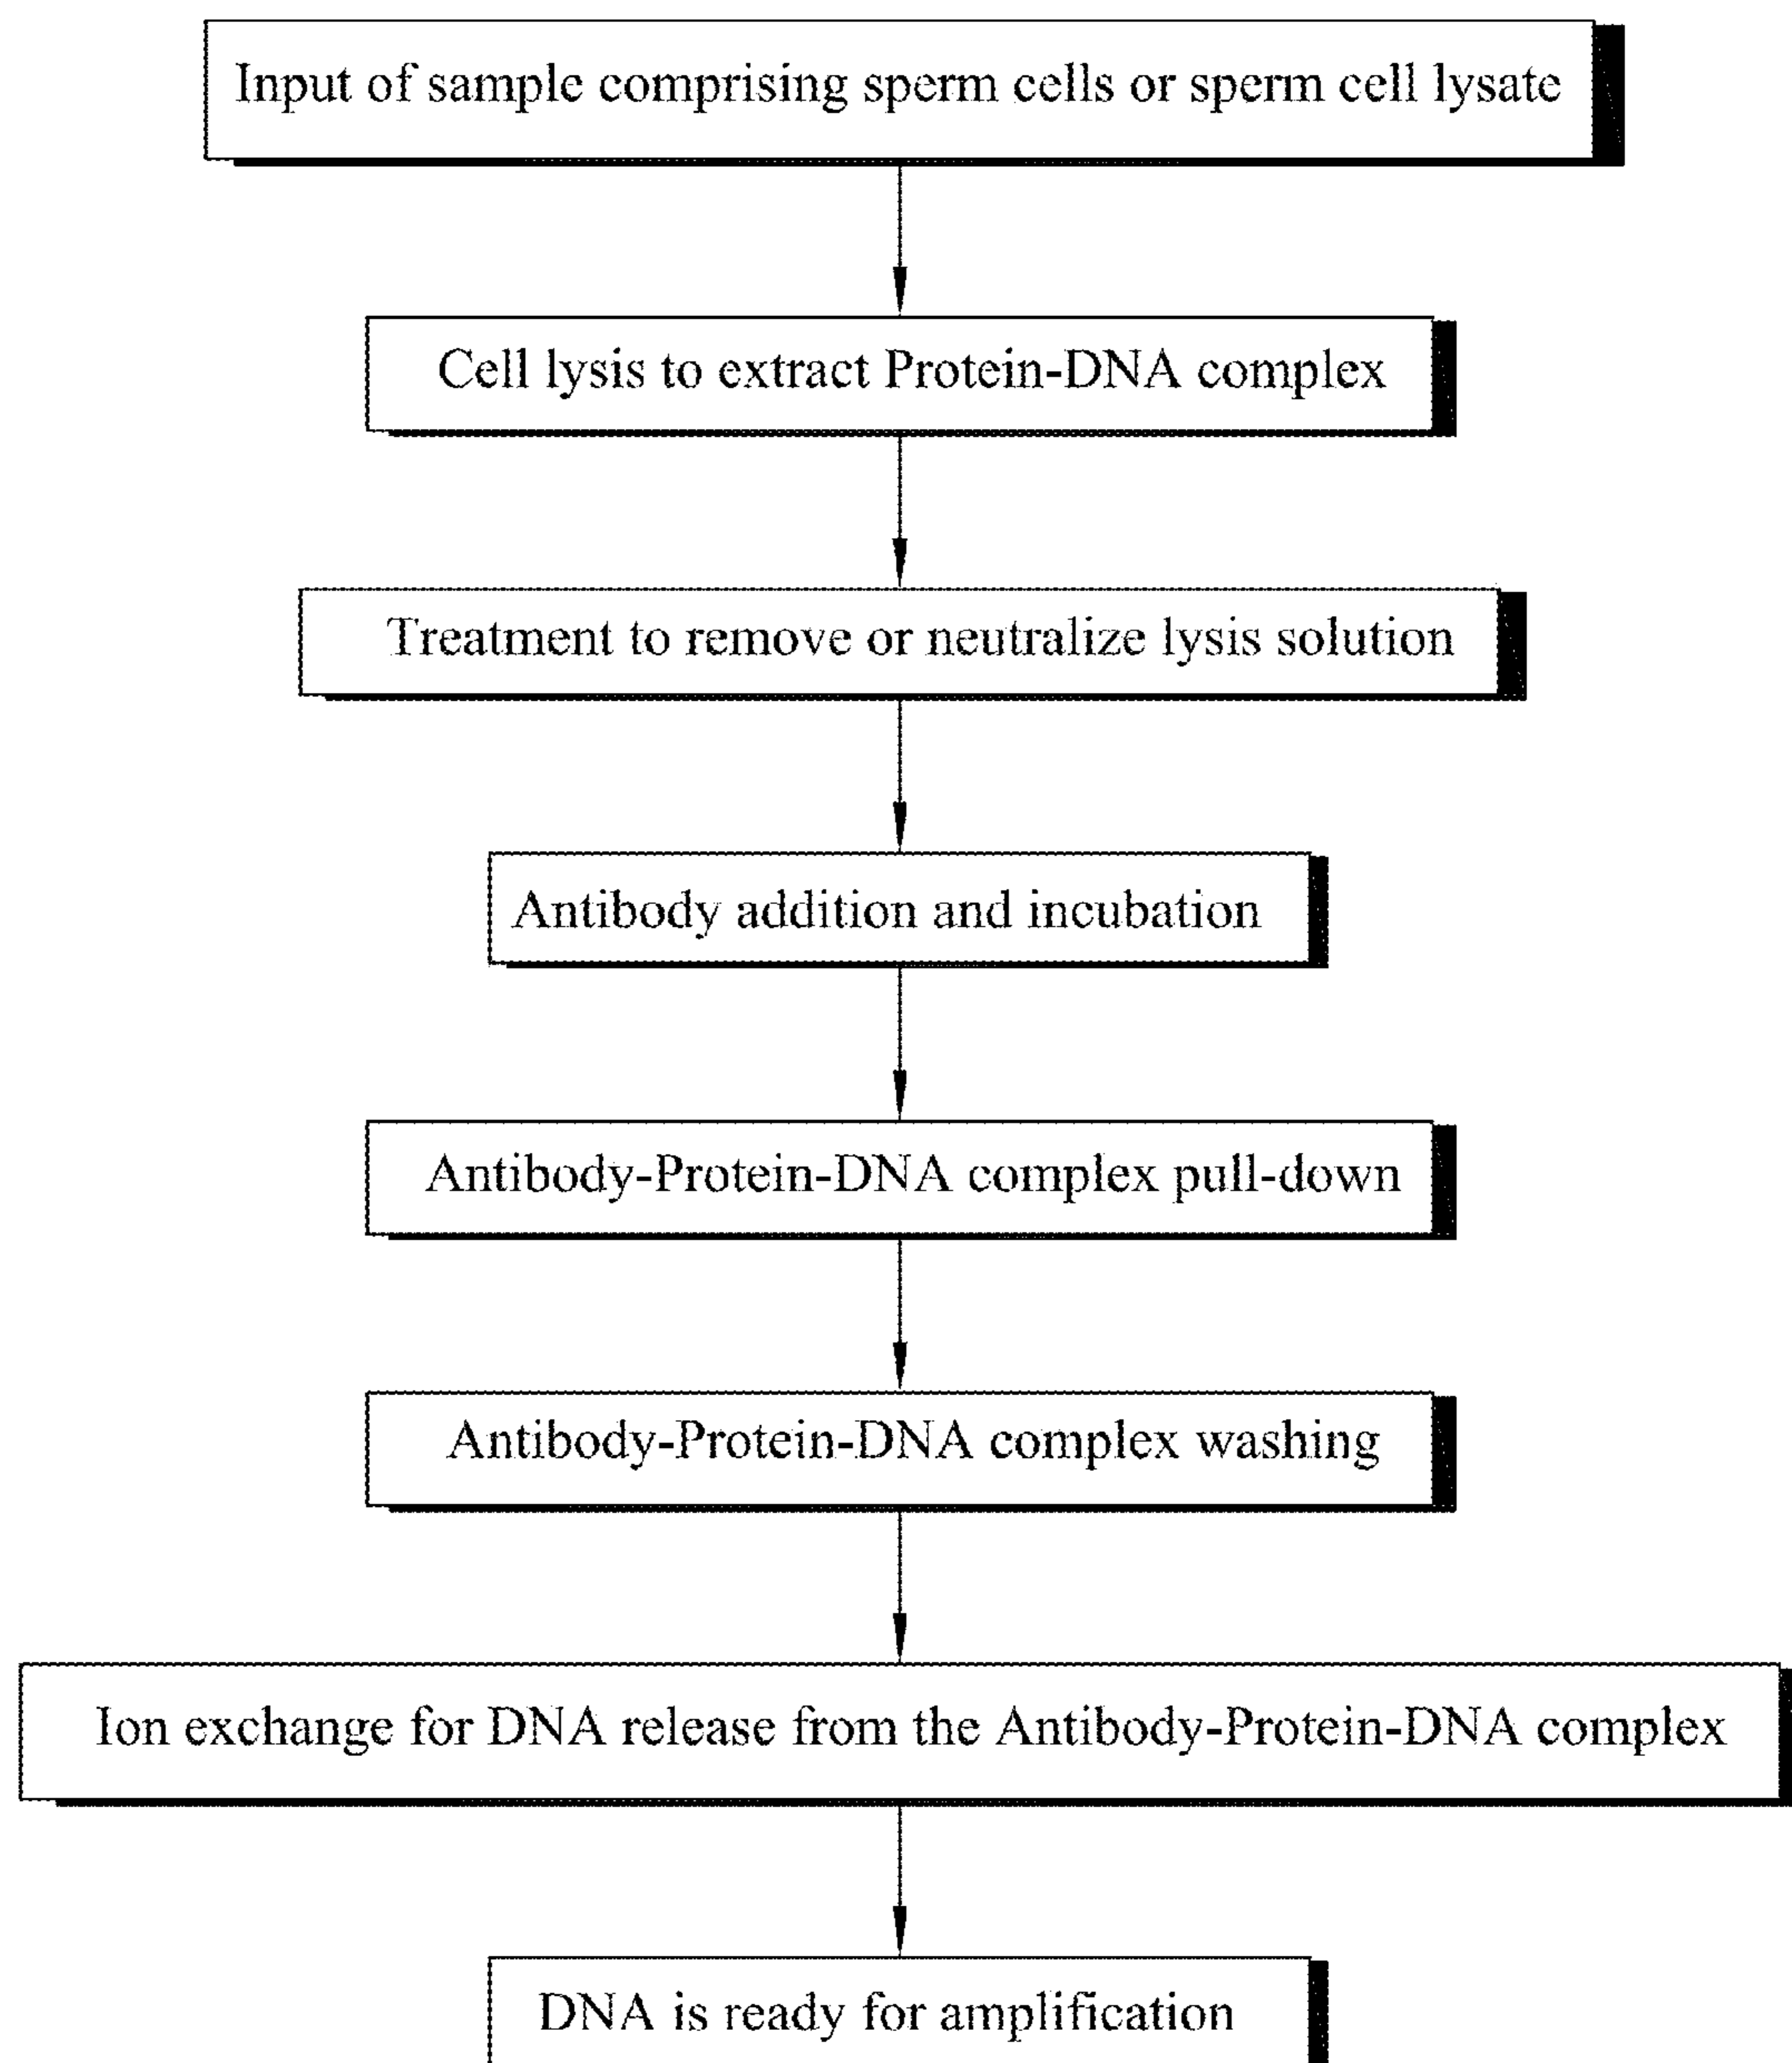 Input of sample comprising sperm cells or sperm cell lysate
Cell lysis to extract Protein-DNA complex
Treatment to remove or neutralize lysis solution
Antibody addition and incubation
Antibody-Protein-DNA complex pull-down
Antibody-Protein-DNA complex washing
Ion exchange for DNA release from the Antibody-Protein-DNA complex
DNA is ready for amplification